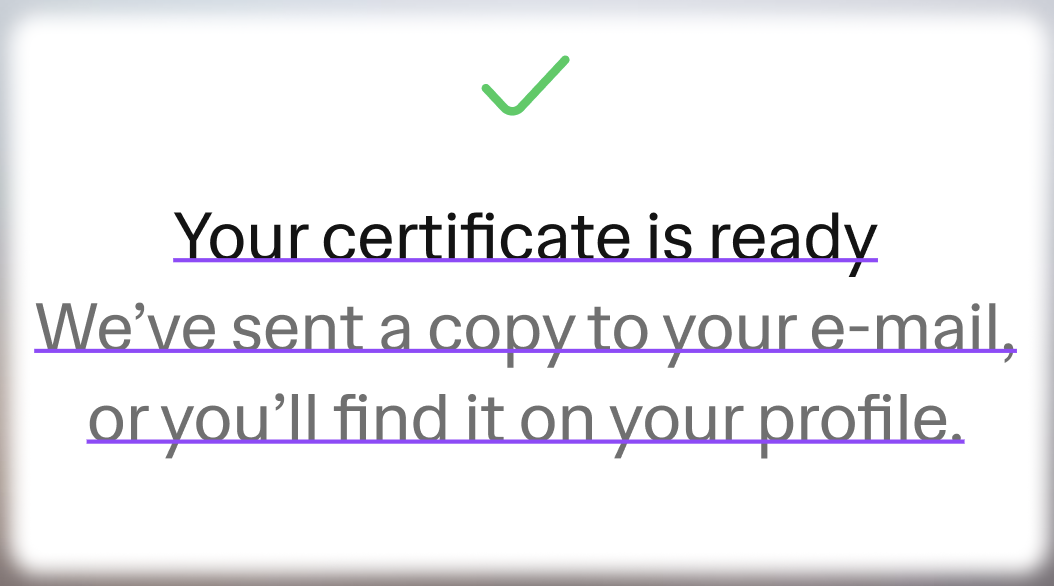 Your certificate is ready
We’ve sent a copy to your e-mail,
or you’ll find it on your profile.